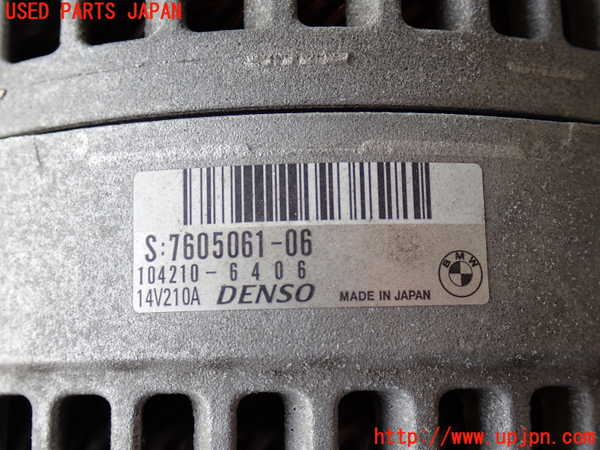 USED PARTS JAPAN
S:7605061-06
104210-6406
14V210A DENSO MADE IN JAPAN
BMW
http://www.upjpn.com/